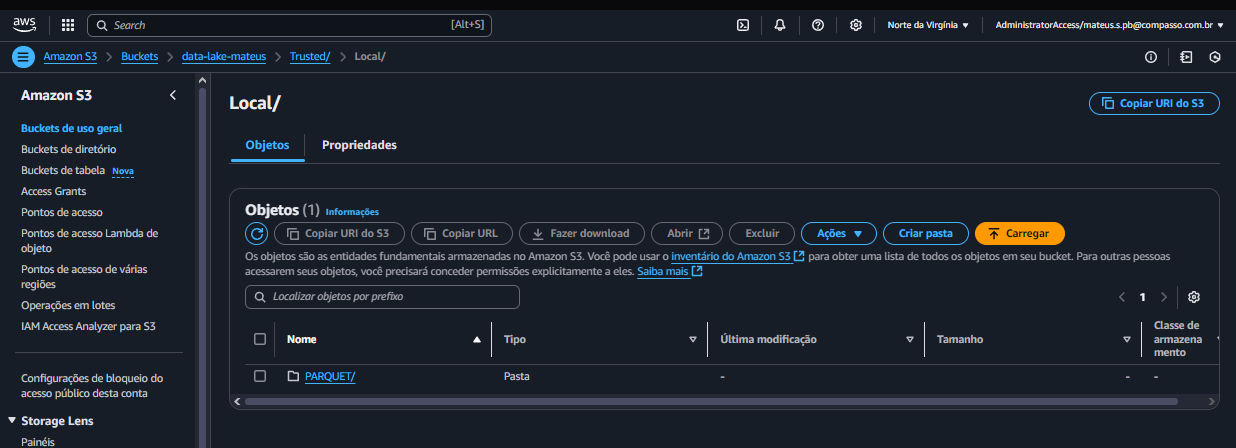 aws
Search
[Alt+S]
Norte da Virgínia ▼
AdministratorAccess/mateus.s.pb@compasso.com.br ▼
Amazon S3 > Buckets > data-lake-mateus > Trusted/ > Local/
Amazon S3
Buckets de uso geral
Buckets de diretório
Buckets de tabela Nova
Access Grants
Pontos de acesso
Pontos de acesso Lambda de
objeto
Pontos de acesso de várias
regiões
Operações em lotes
IAM Access Analyzer para S3
Configurações de bloqueio do
acesso público desta conta
▼ Storage Lens
Painéis
Local/
Copiar URI do S3
Objetos
Propriedades
Objetos (1) Informações
Copiar URI do S3
Copiar URL
Fazer download
Abrir
Excluir
Ações ▼
Criar pasta
Carregar
Os objetos são as entidades fundamentais armazenadas no Amazon S3. Você pode usar o inventário do Amazon S3 para obter uma lista de todos os objetos em seu bucket. Para outras pessoas
acessarem seus objetos, você precisará conceder permissões explicitamente a eles. Saiba mais
Localizar objetos por prefixo
1
Nome
Tipo
Última modificação
Tamanho
Classe de
armazena
mento
PARQUET/
Pasta
-
-
-